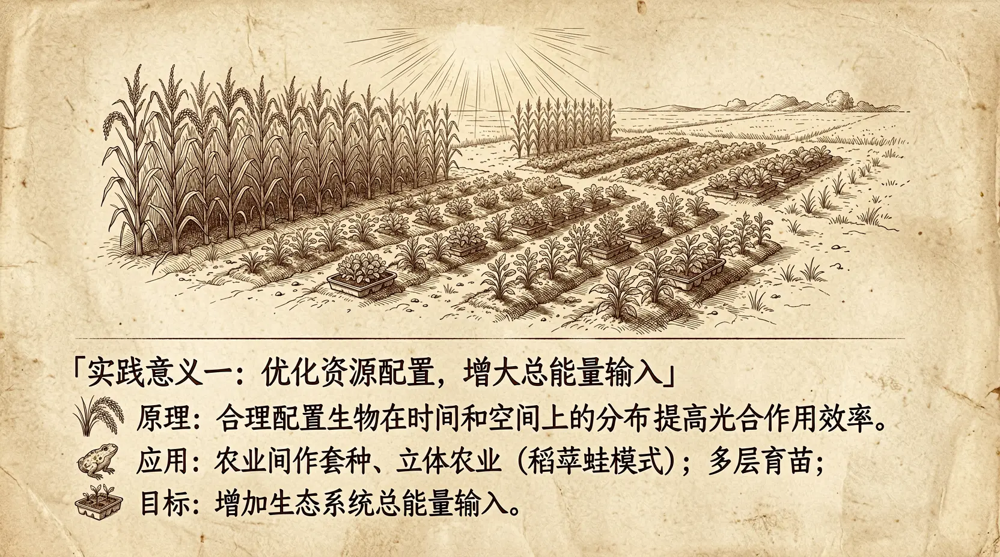 「实践意义一：优化资源配置，增大总能量输入」
原理：合理配置生物在时间和空间上的分布提高光合作用效率。
应用：农业间作套种、立体农业（稻萍蛙模式）；多层育苗；
目标：增加生态系统总能量输入。